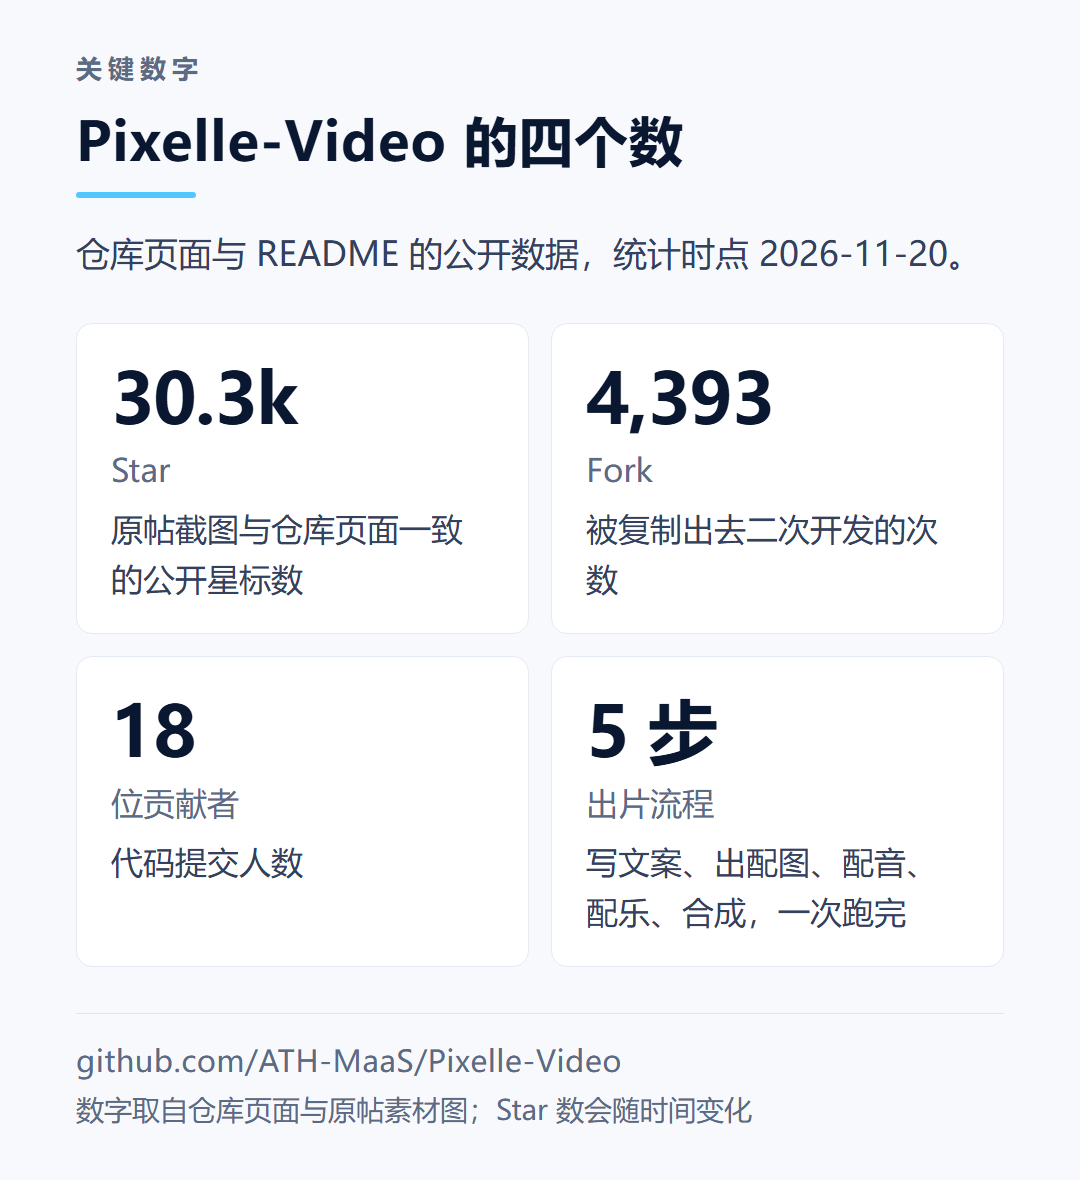 关键数字
Pixelle-Video 的四个数
仓库页面与 README 的公开数据，统计时点 2026-11-20。
30.3k
Star
原帖截图与仓库页面一致
的公开星标数
4,393
Fork
被复制出去二次开发的次
数
18
位贡献者
代码提交人数
5 步
出片流程
写文案、出配图、配音、
配乐、合成，一次跑完
github.com/ATH-MaaS/Pixelle-Video
数字取自仓库页面与原帖素材图；Star 数会随时间变化